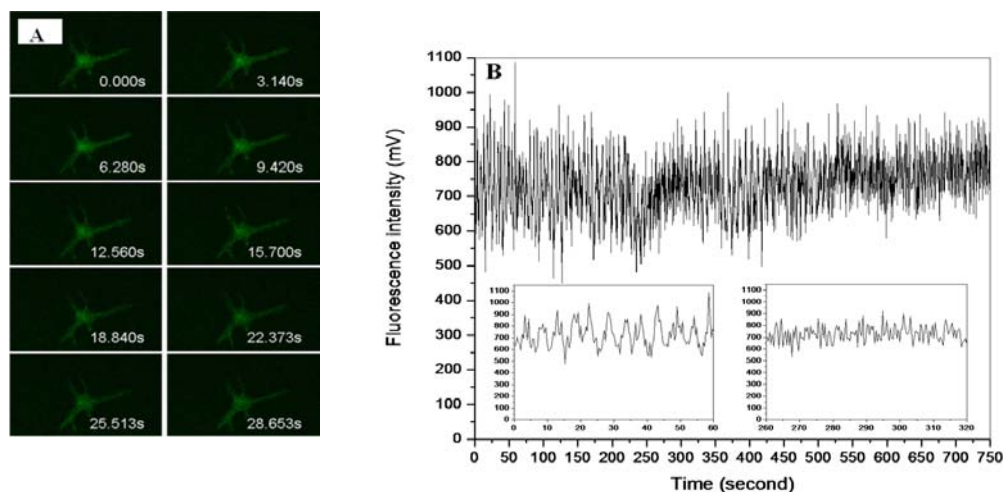 A
0.000s
3.140s
6.280s
9.420s
12.560s
15.700s
18.840s
22.373s
25.513s
28.653s
B
Fluorescence intensity (mV)
1100
1000
900
800
700
600
500
400
300
200
100
0
0 50 100 150 200 250 300 350 400 450 500 550 600 650 700 750
Time (second)
1100
1000
900
800
700
600
500
400
300
200
100
0
0 10 20 30 40 50 60
1100
1000
900
800
700
600
500
400
300
200
100
0
260 270 280 290 300 310 320